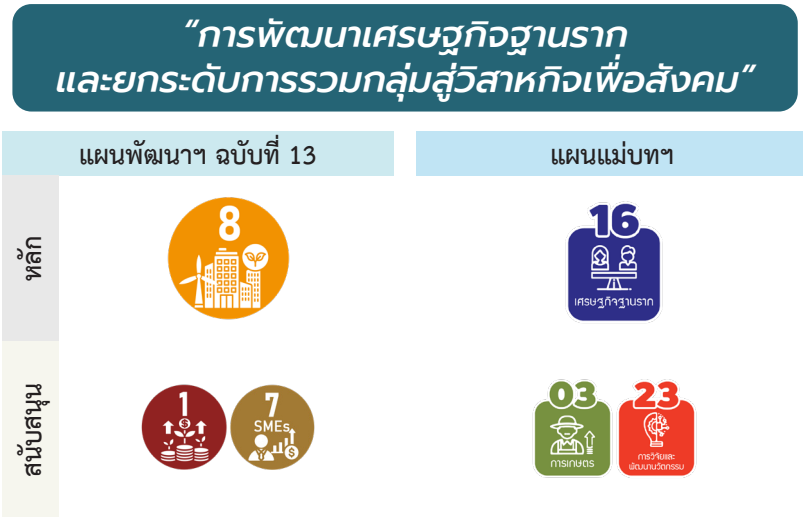 “การพัฒนาเศรษฐกิจฐานราก
และยกระดับการรวมกลุ่มสู่วิสาหกิจเพื่อสังคม”
แผนพัฒนาฯ ฉบับที่ 13
แผนแม่บทฯ
หลัก
8
16
เศรษฐกิจฐานราก
สนับสนุน
1
7
SMEs
03
การเกษตร
23
การวิจัยและ
พัฒนานวัตกรรม